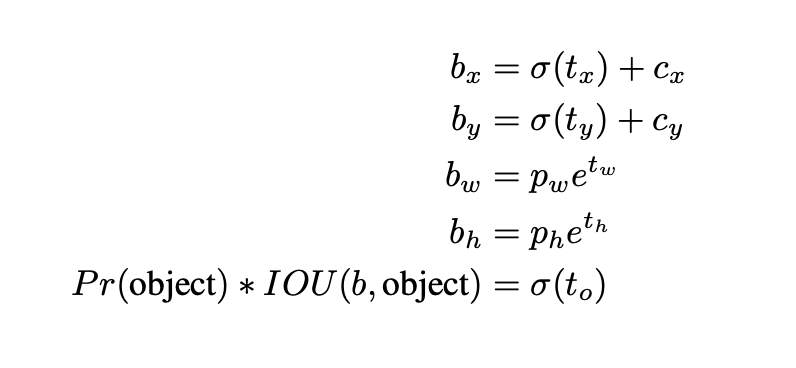 b_x = σ(t_x) + c_x
b_y = σ(t_y) + c_y
b_w = p_w e^{t_w}
b_h = p_h e^{t_h}
Pr(object) ∗ IOU(b, object) = σ(t_o)